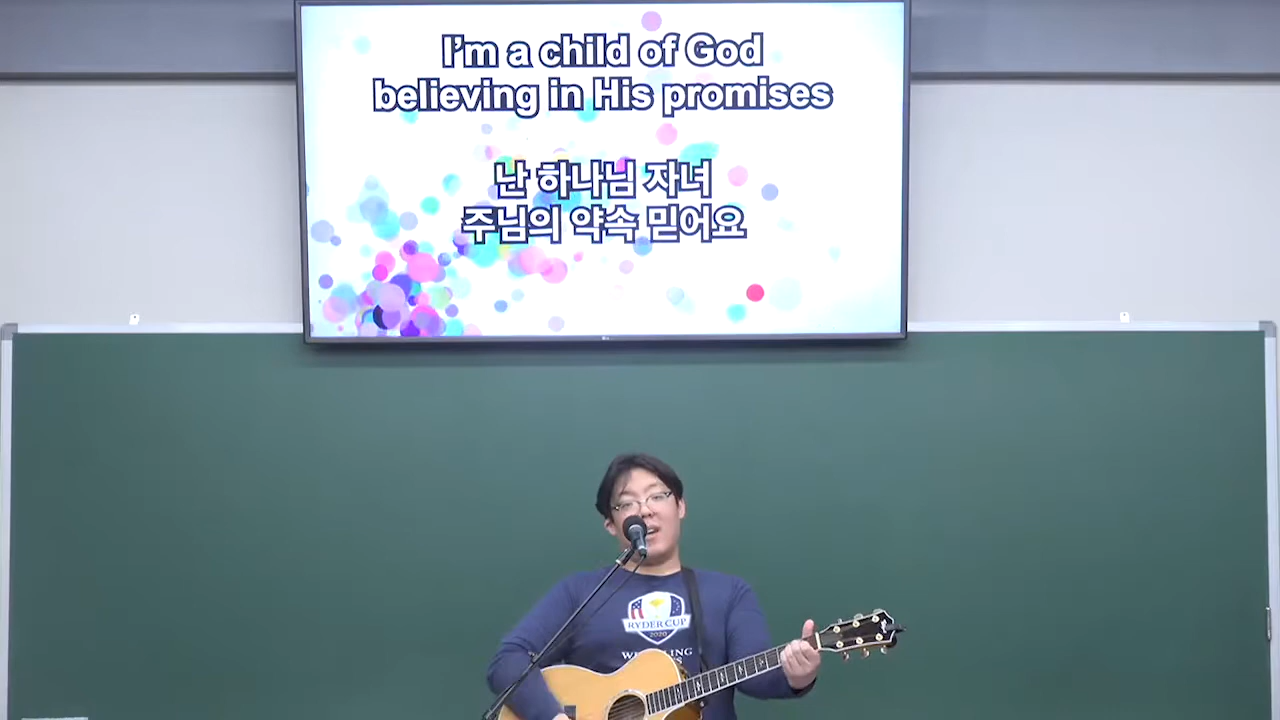 I'm a child of God
believing in His promises
난 하나님 자녀
주님의 약속 믿어요
RYDER CUP
2020